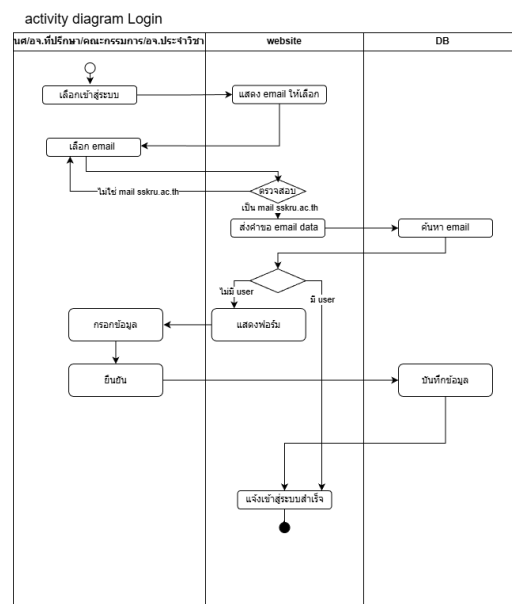 activity diagram Login
นศ/อจ.ที่ปรึกษา/คณะกรรมการ/อจ.ประจำวิชา
website
DB
เลือกเข้าสู่ระบบ
แสดง email ให้เลือก
เลือก email
ตรวจสอบ
ไม่ใช่ mail sskru.ac.th
เป็น mail sskru.ac.th
ส่งคำขอ email data
ค้นหา email
ไม่มี user
มี user
กรอกข้อมูล
แสดงฟอร์ม
ยืนยัน
บันทึกข้อมูล
แจ้งเข้าสู่ระบบสำเร็จ